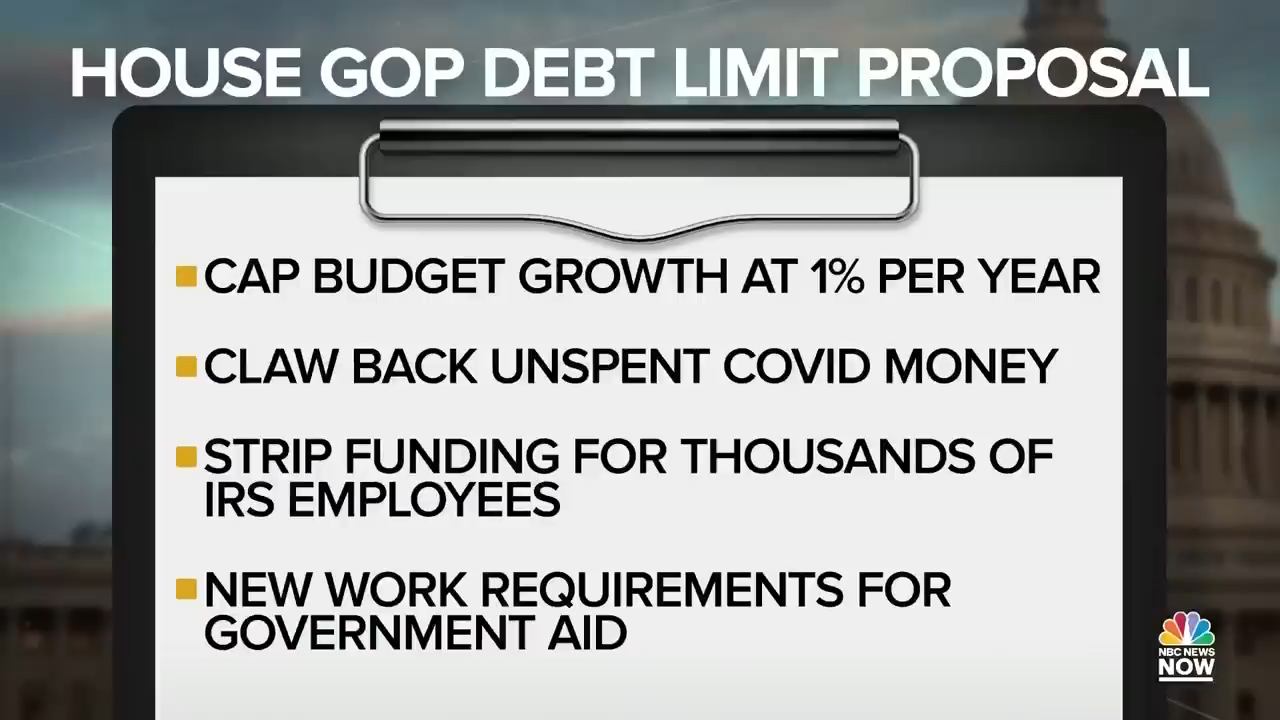 HOUSE GOP DEBT LIMIT PROPOSAL
CAP BUDGET GROWTH AT 1% PER YEAR
CLAW BACK UNSPENT COVID MONEY
STRIP FUNDING FOR THOUSANDS OF
IRS EMPLOYEES
NEW WORK REQUIREMENTS FOR
GOVERNMENT AID
NBC NEWS
NOW